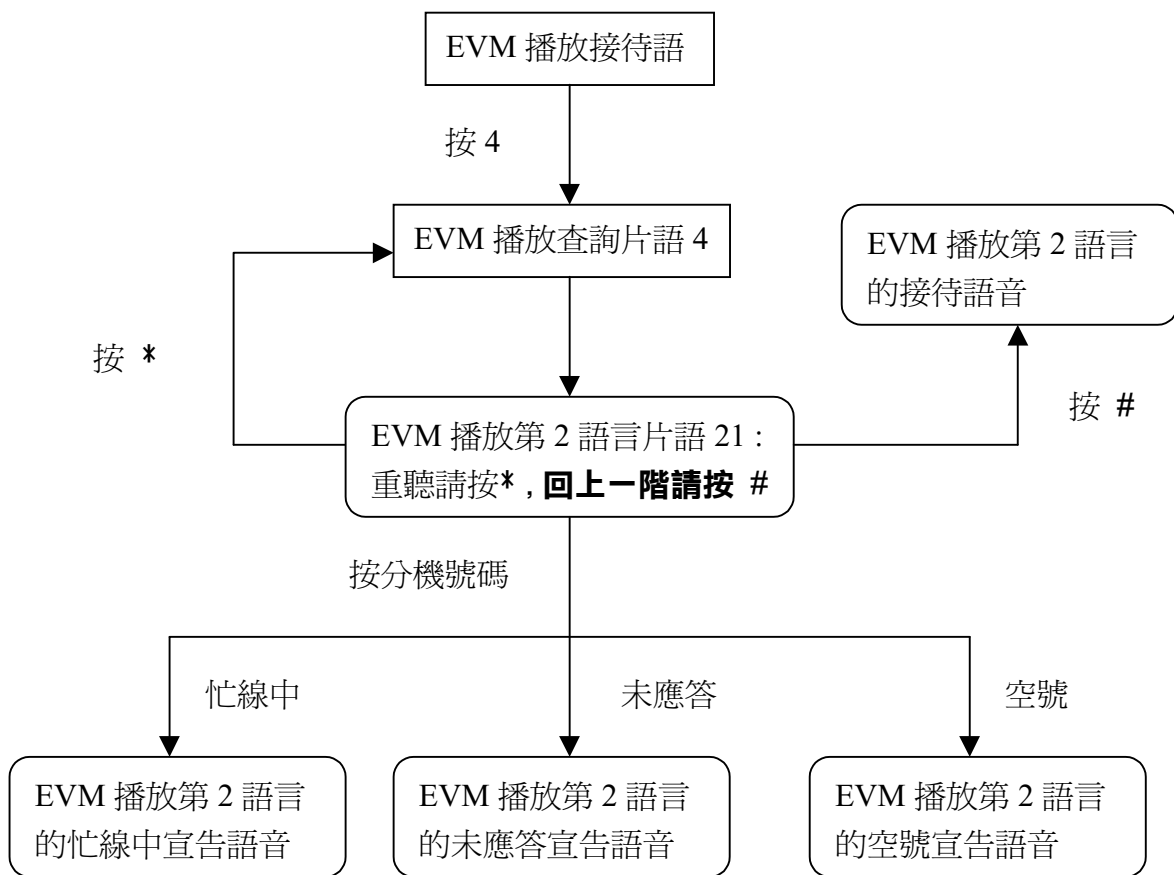 EVM 播放接待語
按 4
EVM 播放查詢片語 4
EVM 播放第 2 語言
的接待語音
按 *
按 #
EVM 播放第 2 語言片語 21 :
重聽請按* , 回上一階請按 #
按分機號碼
忙線中
未應答
空號
EVM 播放第 2 語言
的忙線中宣告語音
EVM 播放第 2 語言
的未應答宣告語音
EVM 播放第 2 語言
的空號宣告語音